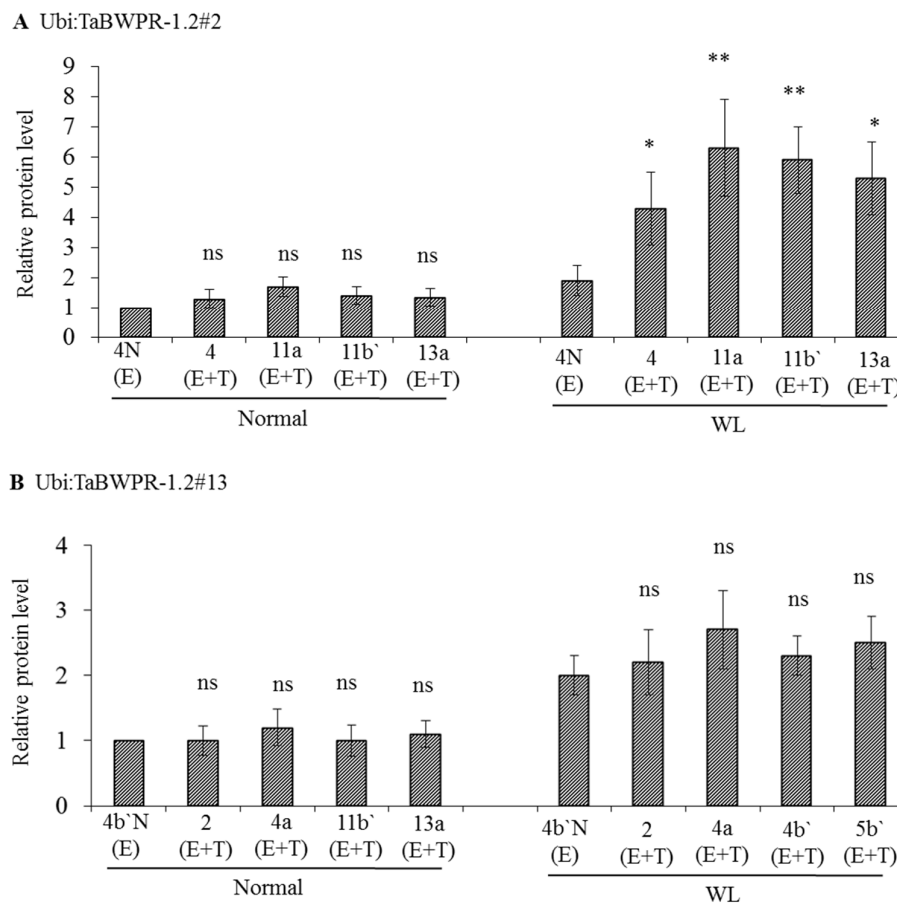 A Ubi:TaBWPR-1.2#2
Relative protein level
9
8
7
6
5
4
3
2
1
0
ns ns ns ns
* ** ** *
4N 4 11a 11b` 13a 4N 4 11a 11b` 13a
(E) (E+T) (E+T) (E+T) (E+T) (E) (E+T) (E+T) (E+T) (E+T)
Normal WL
B Ubi:TaBWPR-1.2#13
Relative protein level
4
3
2
1
0
ns ns ns ns
ns ns ns ns
4b`N 2 4a 11b` 13a 4b`N 2 4a 4b` 5b`
(E) (E+T) (E+T) (E+T) (E+T) (E) (E+T) (E+T) (E+T) (E+T)
Normal WL